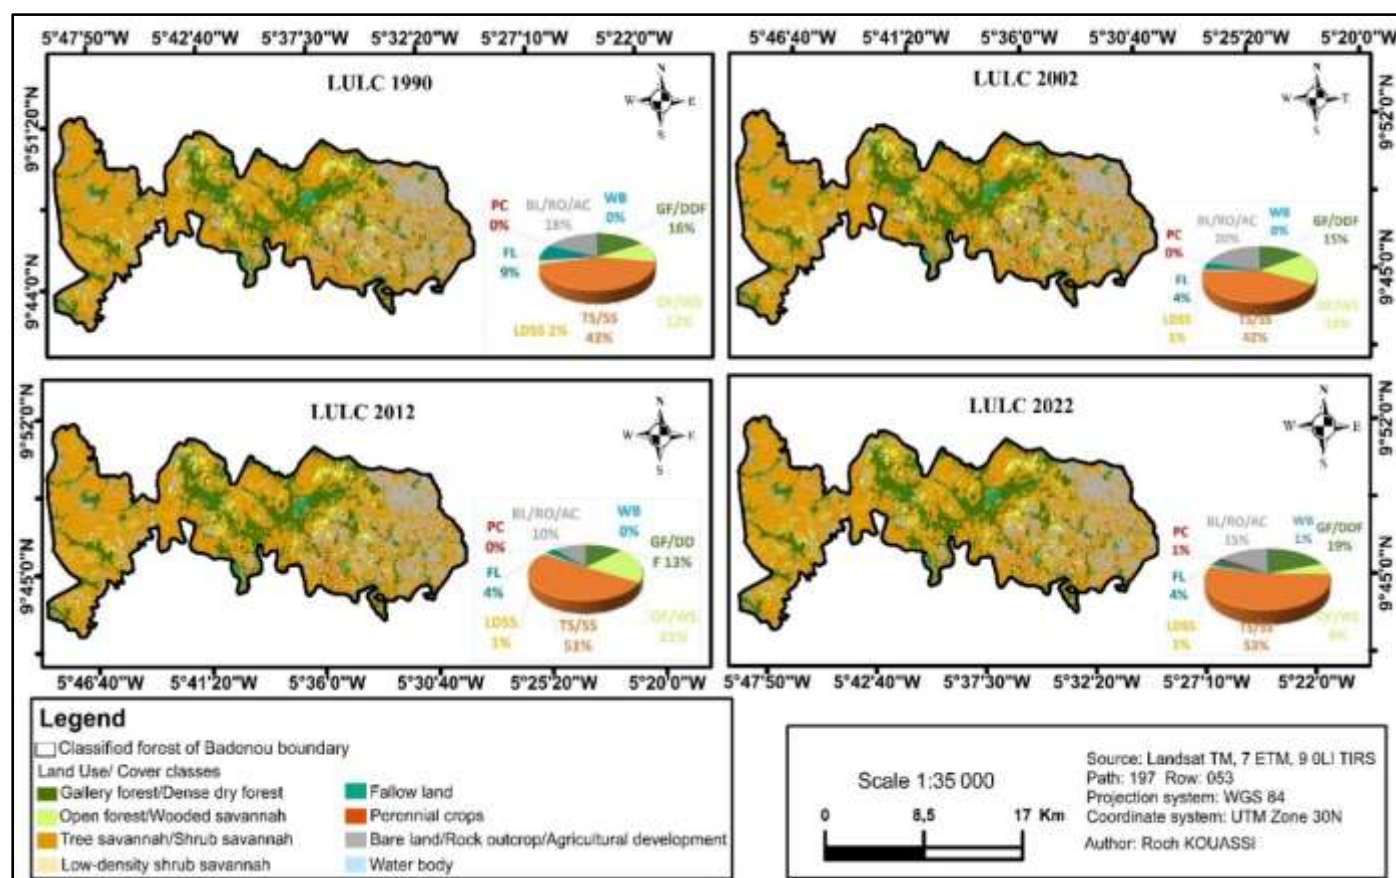 5°47'50"W 5°42'40"W 5°37'30"W 5°32'20"W 5°27'10"W 5°22'0"W
5°46'40"W 5°41'20"W 5°36'0"W 5°30'40"W 5°25'20"W 5°20'0"W
LULC 1990
N
W E
S
9°51'20"N
9°44'0"N
PC
0%
BL/RO/AC
18%
WB
0%
GF/DDF
16%
FL
9%
LDSS 2%
TS/SS
LULC 2002
N
W T
S
9°52'0"N
9°45'0"N
PC
0%
BL/RO/AC
WB
0%
GF/DDF
15%
FL
4%
LDSS
1%
TS/SS
42%
LULC 2012
N
W E
S
9°52'0"N
9°45'0"N
PC
0%
BL/RO/AC
10%
WB
0%
GF/DD
F 13%
FL
4%
LDSS
1%
TS/SS
LULC 2022
N
W E
S
9°52'0"N
9°45'0"N
PC
1%
BL/RO/AC
15%
WB
1%
GF/DDF
19%
FL
4%
LDSS
1%
TS/SS
53%
5°46'40"W 5°41'20"W 5°36'0"W 5°30'40"W 5°25'20"W 5°20'0"W
5°47'50"W 5°42'40"W 5°37'30"W 5°32'20"W 5°27'10"W 5°22'0"W
Legend
Classified forest of Badenou boundary
Land Use/ Cover classes
Gallery forest/Dense dry forest
Open forest/Wooded savannah
Tree savannah/Shrub savannah
Low-density shrub savannah
Fallow land
Perennial crops
Bare land/Rock outcrop/Agricultural development
Water body
Scale 1:35 000
0 8,5 17 Km
Source: Landsat TM, 7 ETM, 9 0LI TIRS
Path: 197 Row: 053
Projection system: WGS 84
Coordinate system: UTM Zone 30N
Author: Roch KOUASSI